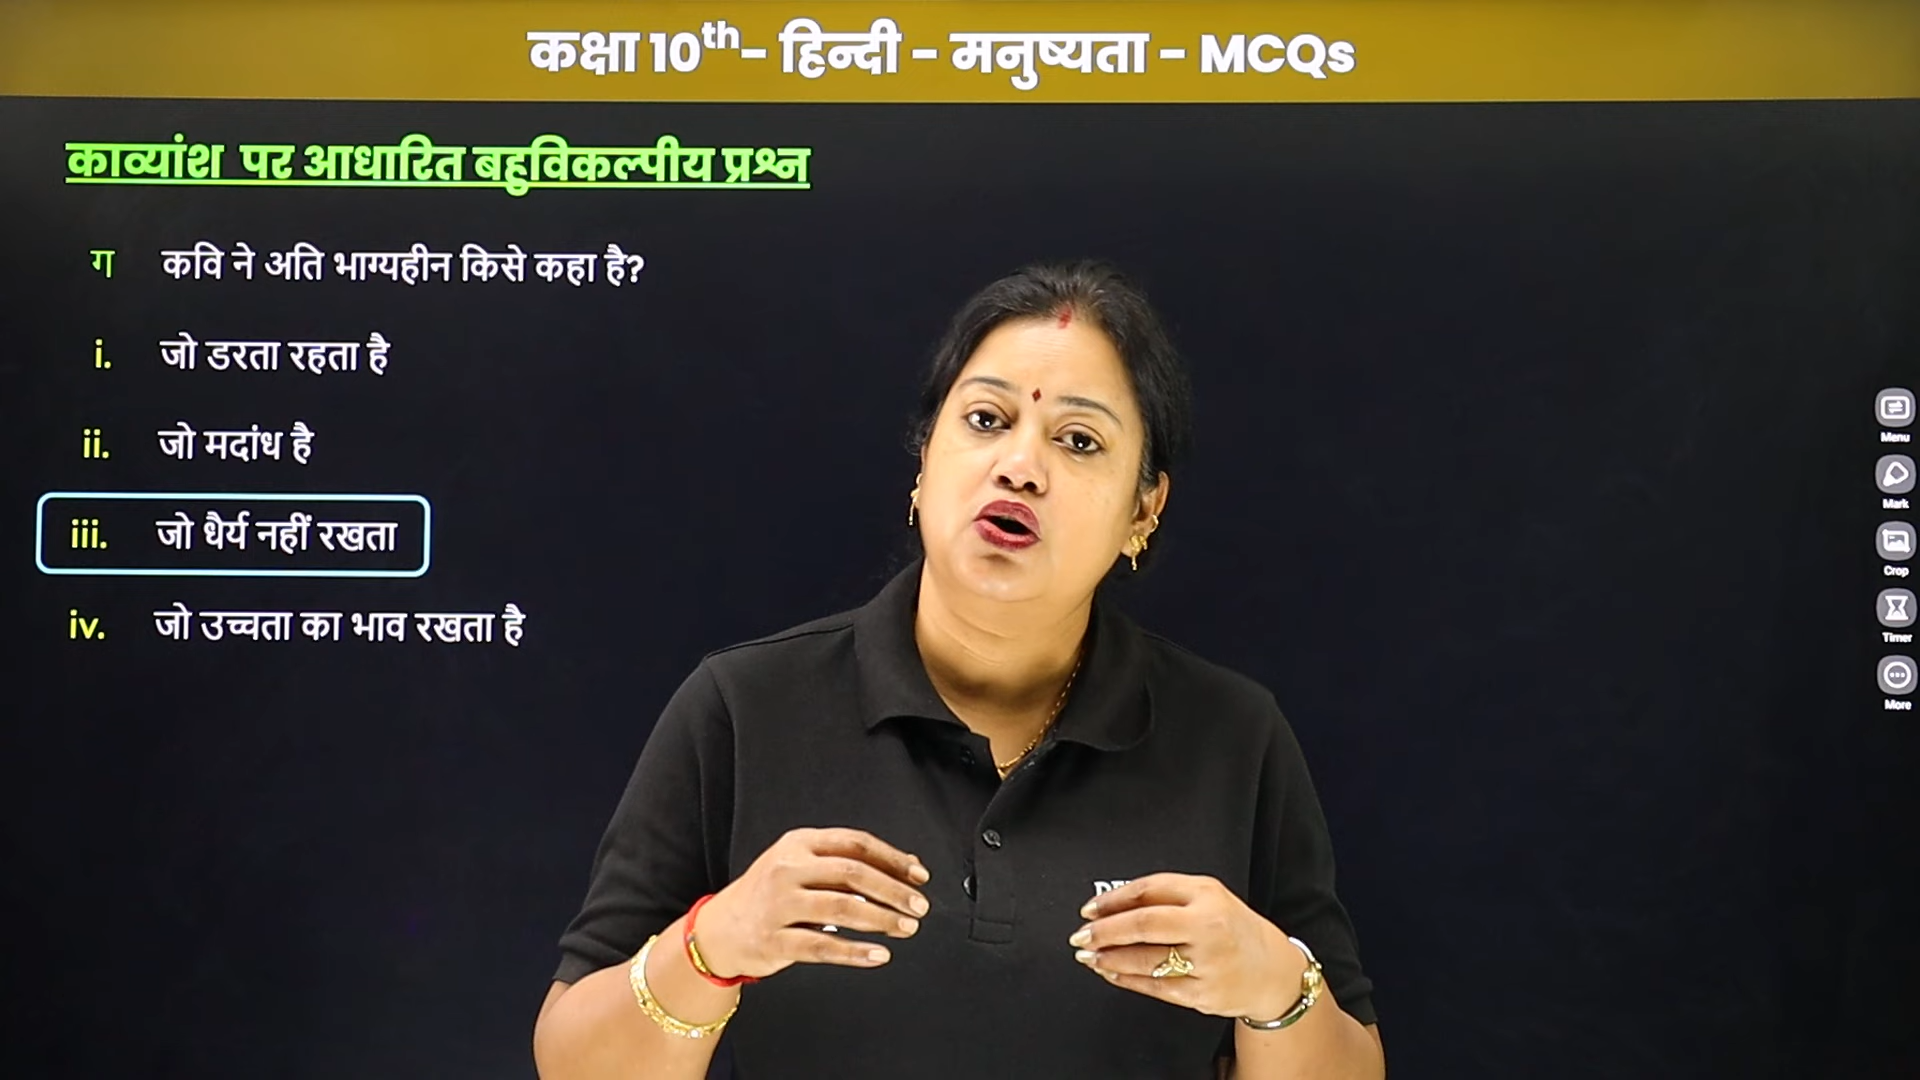 कक्षा 10th- हिन्दी - मनुष्यता - MCQs
काव्यांश पर आधारित बहुविकल्पीय प्रश्न
ग कवि ने अति भाग्यहीन किसे कहा है?
i. जो डरता रहता है
ii. जो मदांध है
iii. जो धैर्य नहीं रखता
iv. जो उच्चता का भाव रखता है
Menu
Mark
Crop
Timer
More